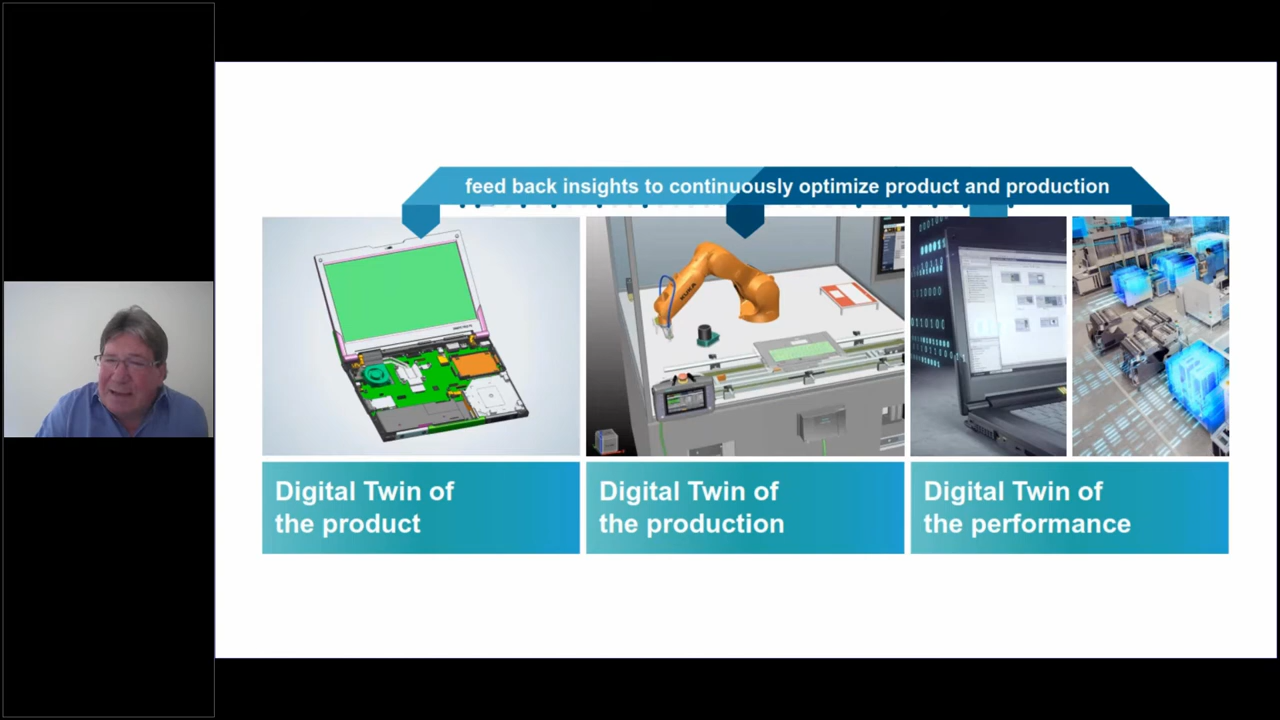 feed back insights to continuously optimize product and production
KUKA
Digital Twin of
the product
Digital Twin of
the production
Digital Twin of
the performance